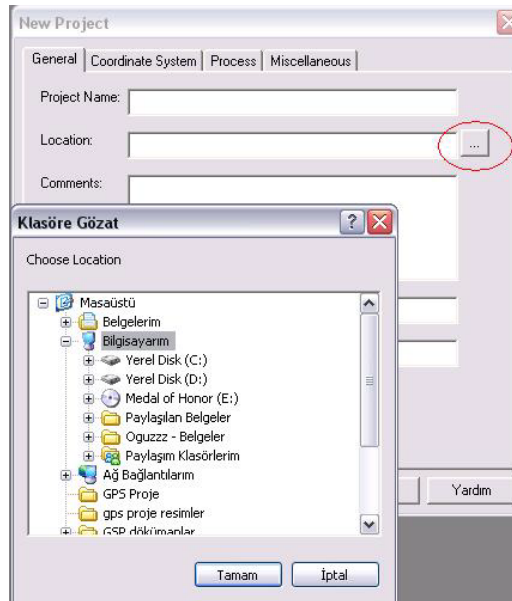 New Project
General Coordinate System Process Miscellaneous
Project Name:
Location:
...
Comments:
Klasöre Gözat
Choose Location
Masaüstü
Belgelerim
Bilgisayarım
Yerel Disk (C:)
Yerel Disk (D:)
Medal of Honor (E:)
Paylaşılan Belgeler
Oguzzz - Belgeler
Paylaşım Klasörlerim
Ağ Bağlantılarım
GPS Proje
gps proje resimler
GSP dökümanlar
Yardım
Tamam İptal